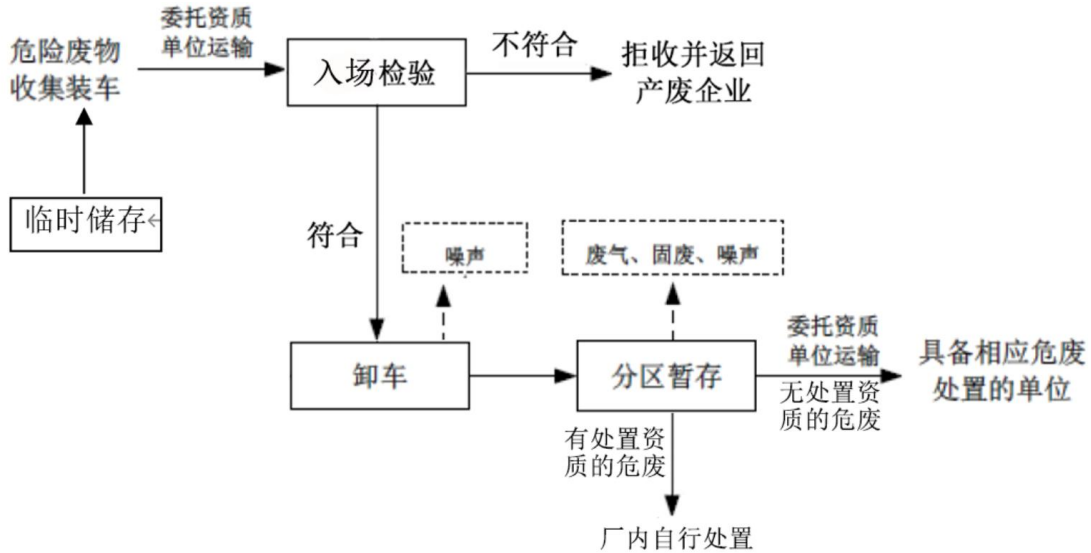 委托资质
单位运输
危险废物
收集装车
入场检验
不符合
拒收并返回
产废企业
临时储存↵
符合
噪声
废气、固废、噪声
卸车
分区暂存
委托资质
单位运输
无处置资
质的危废
具备相应危废
处置的单位
有处置资
质的危废
厂内自行处置